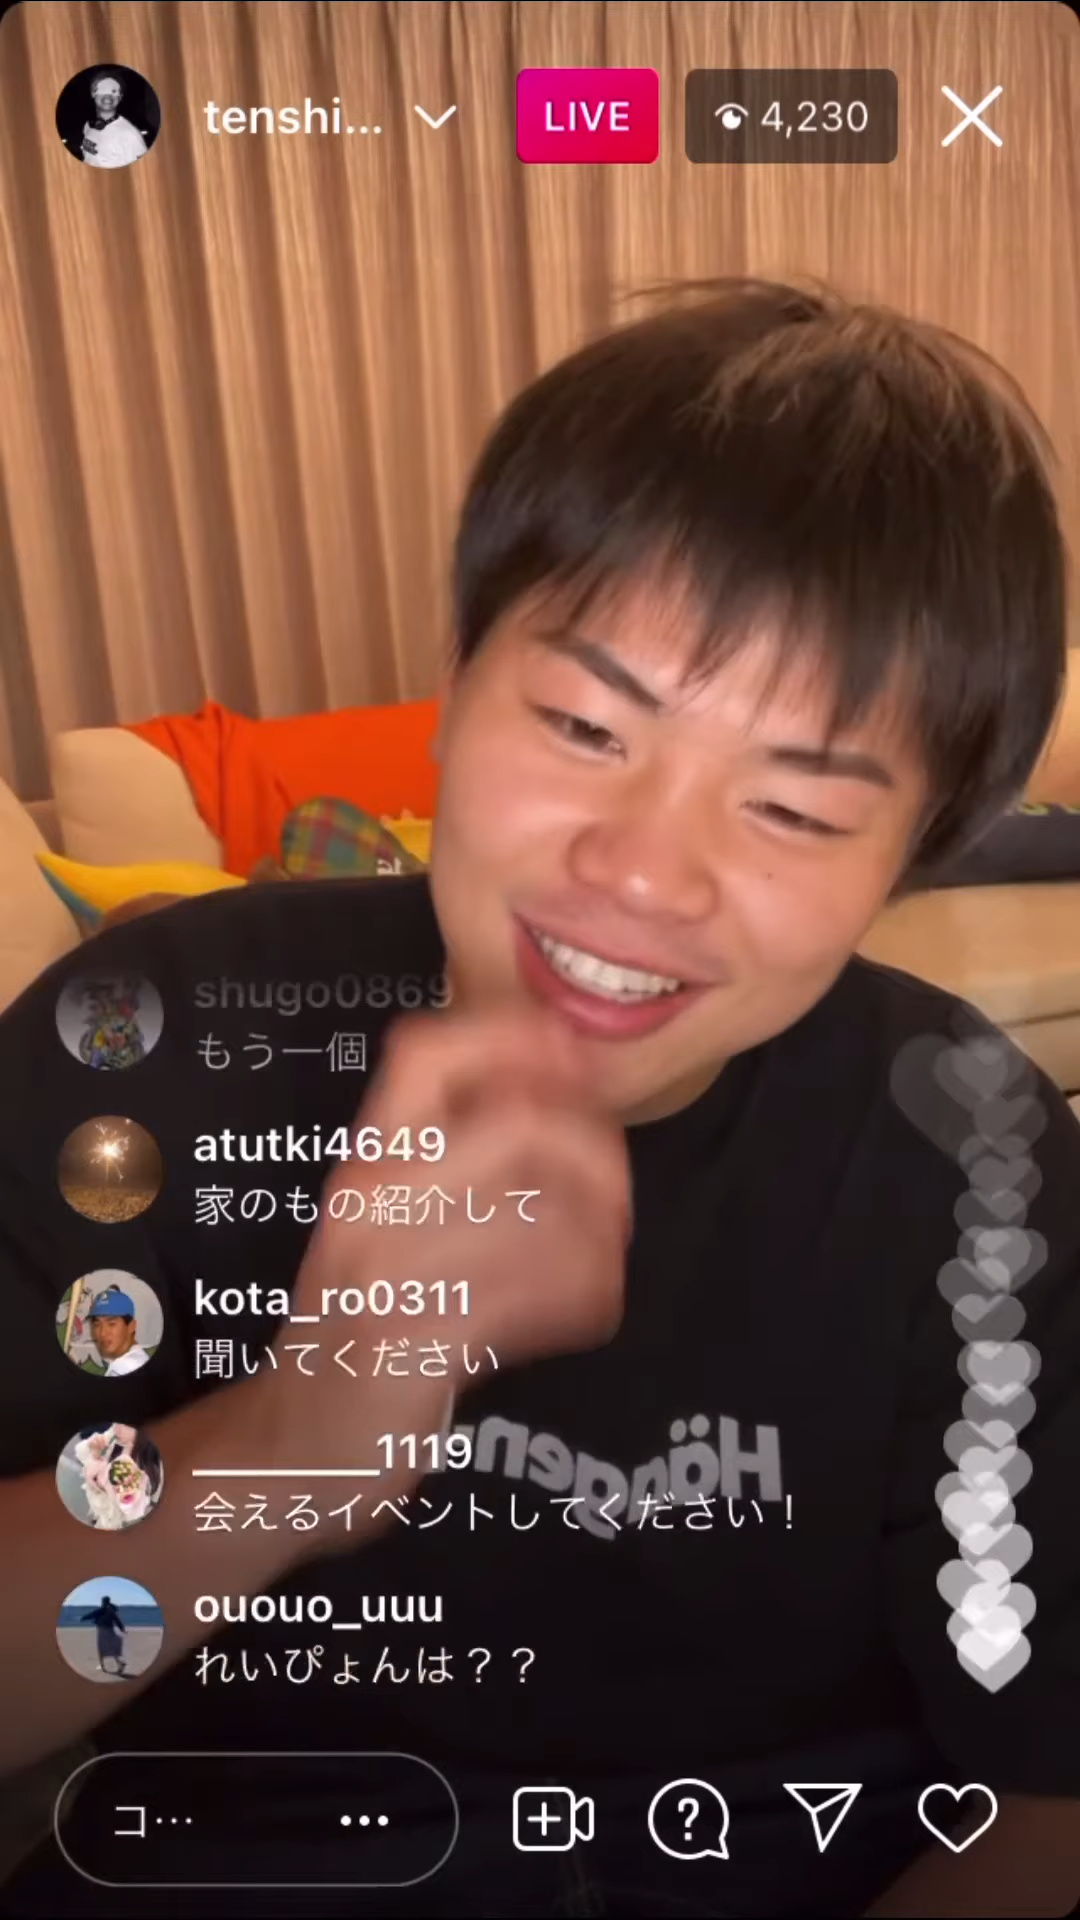 tenshi...
LIVE
4,230
shugo0869
もう一個
atutki4649
家のもの紹介して
kota_ro0311
聞いてください
________1119
会えるイベントしてください！
ououo_uuu
れいぴょんは？？
コ…